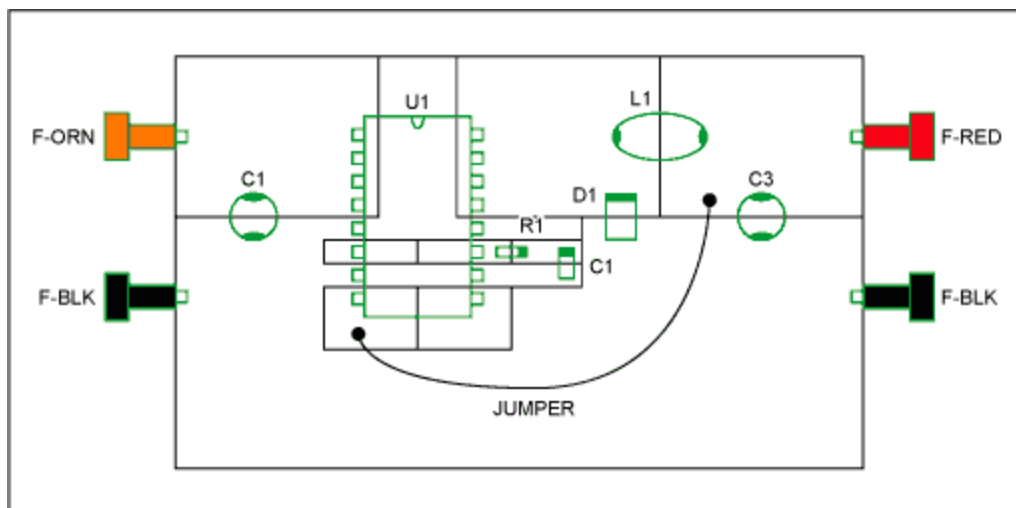 U1
L1
F-ORN
F-RED
C1
D1
C3
R1
C1
F-BLK
F-BLK
JUMPER